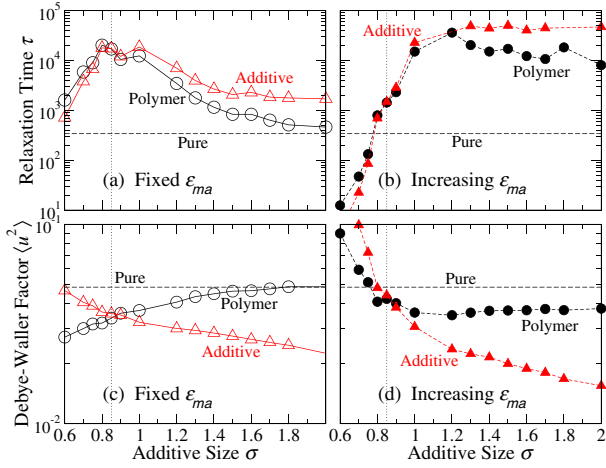 Relaxation Time τ
10^5
10^4
10^3
10^2
10^1
Additive
Polymer
Pure
(a) Fixed ε_ma
Additive
Polymer
Pure
(b) Increasing ε_ma
Debye-Waller Factor ⟨u^2⟩
10^-1
10^-2
Pure
Polymer
Additive
(c) Fixed ε_ma
Pure
Polymer
Additive
(d) Increasing ε_ma
0.6 0.8 1 1.2 1.4 1.6 1.8 0.6 0.8 1 1.2 1.4 1.6 1.8 2
Additive Size σ Additive Size σ